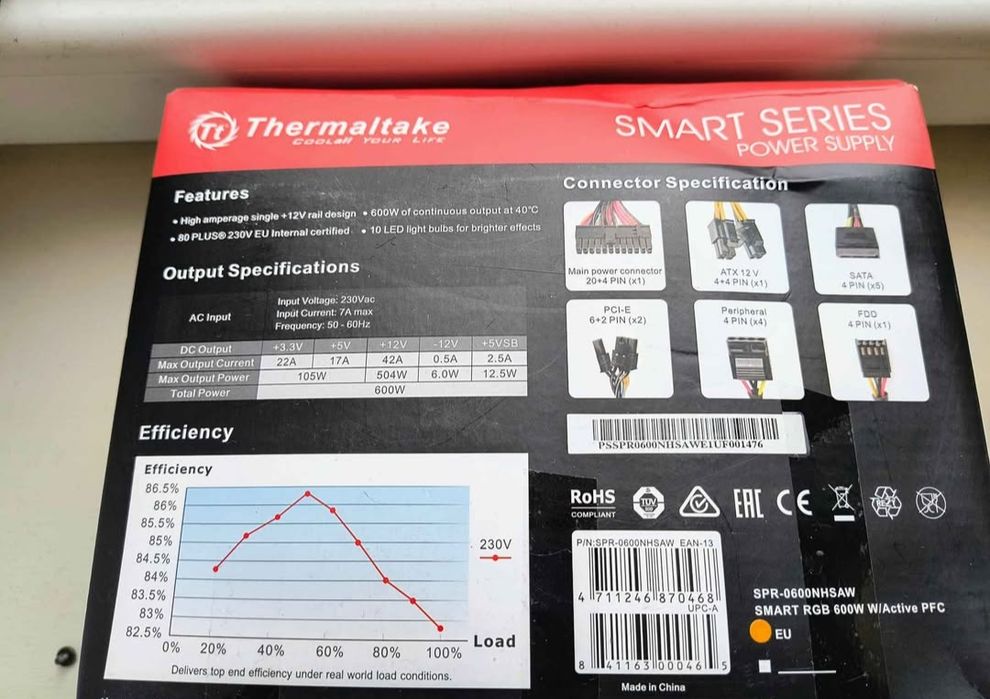 Thermaltake
COOLall YOUR LIFE
SMART SERIES
POWER SUPPLY
Features
• High amperage single +12V rail design • 600W of continuous output at 40℃
• 80 PLUS® 230V EU Internal certified • 10 LED light bulbs for brighter effects
Output Specifications
AC Input
Input Voltage: 230Vac
Input Current: 7A max
Frequency: 50 - 60Hz
DC Output +3.3V +5V +12V -12V +5VSB
Max Output Current 22A 17A 42A 0.5A 2.5A
Max Output Power 105W 504W 6.0W 12.5W
Total Power 600W
Efficiency
Efficiency
86.5%
86%
85.5%
85%
84.5%
84%
83.5%
83%
82.5%
0% 20% 40% 60% 80% 100%
Load
230V
Delivers top end efficiency under real world load conditions.
Connector Specification
Main power connector
20+4 PIN (x1)
ATX 12 V
4+4 PIN (x1)
SATA
4 PIN (x5)
PCI-E
6+2 PIN (x2)
Peripheral
4 PIN (x4)
FDD
4 PIN (x1)
PSSPR0600NHSAWE1UF001476
RoHS
COMPLIANT
TÜV
EAC
CE
P/N:SPR-0600NHSAW EAN-13
4 711246 870468
UPC-A
8 41163 00046 5
Made in China
SPR-0600NHSAW
SMART RGB 600W W/Active PFC
EU